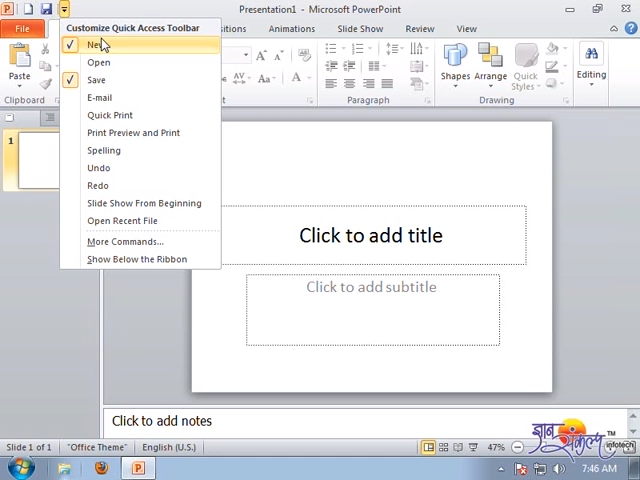 Presentation1 - Microsoft PowerPoint
Customize Quick Access Toolbar
New
Open
Save
E-mail
Quick Print
Print Preview and Print
Spelling
Undo
Redo
Slide Show From Beginning
Open Recent File
More Commands...
Show Below the Ribbon
File
Animations
Slide Show
Review
View
Paste
Clipboard
Paragraph
Shapes
Arrange
Quick
Styles
Drawing
Editing
1
Click to add title
Click to add subtitle
Click to add notes
ज्ञान
संकल्प
infotech
Slide 1 of 1
"Office Theme"
English (U.S.)
47%
7:46 AM